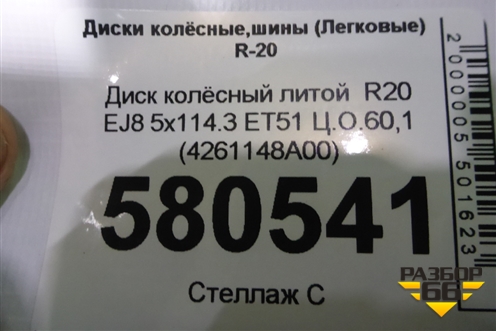 Диски колёсные,шины (Легковые)
R-20
Диск колёсный литой R20
EJ8 5x114.3 ET51 Ц.О.60,1
(4261148A00)
580541
Стеллаж С
2000005501623
РАЗБОР
66